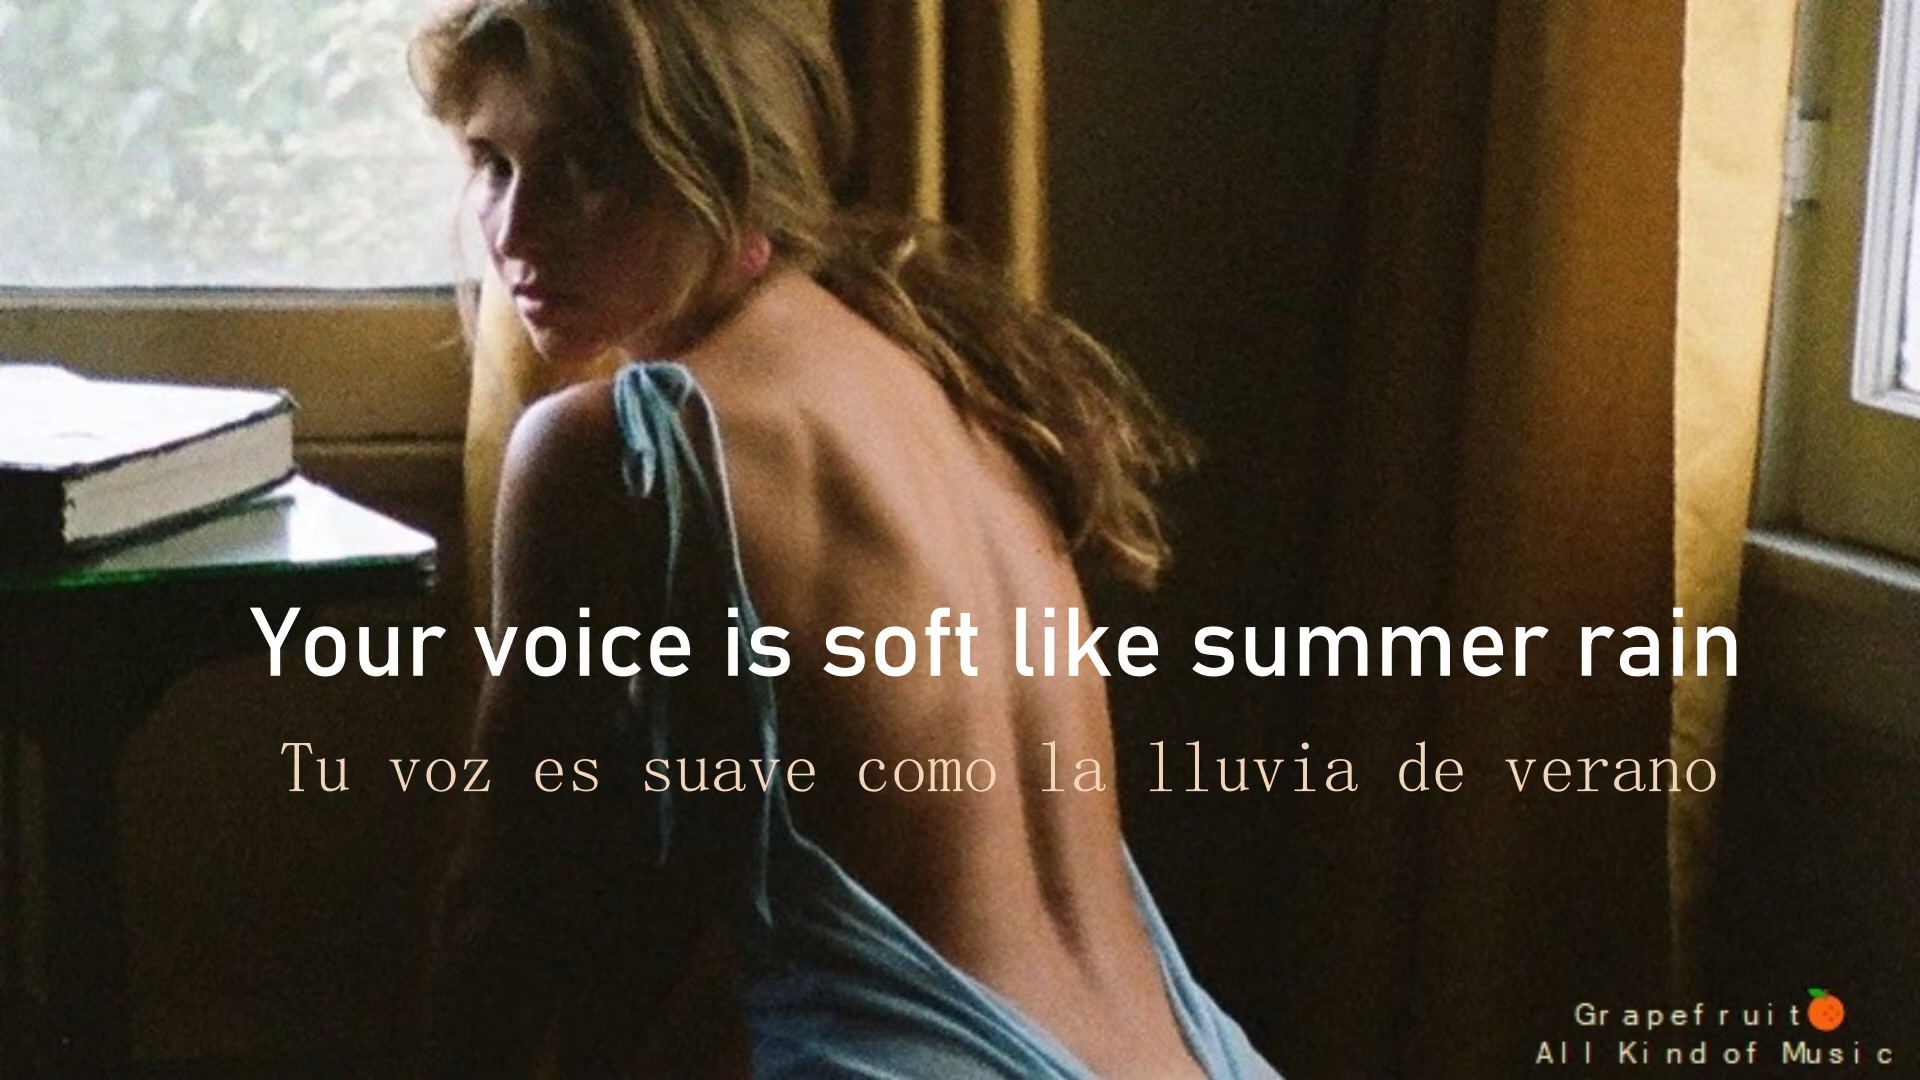 Your voice is soft like summer rain
Tu voz es suave como la lluvia de verano
Grapefruit
All Kind of Music